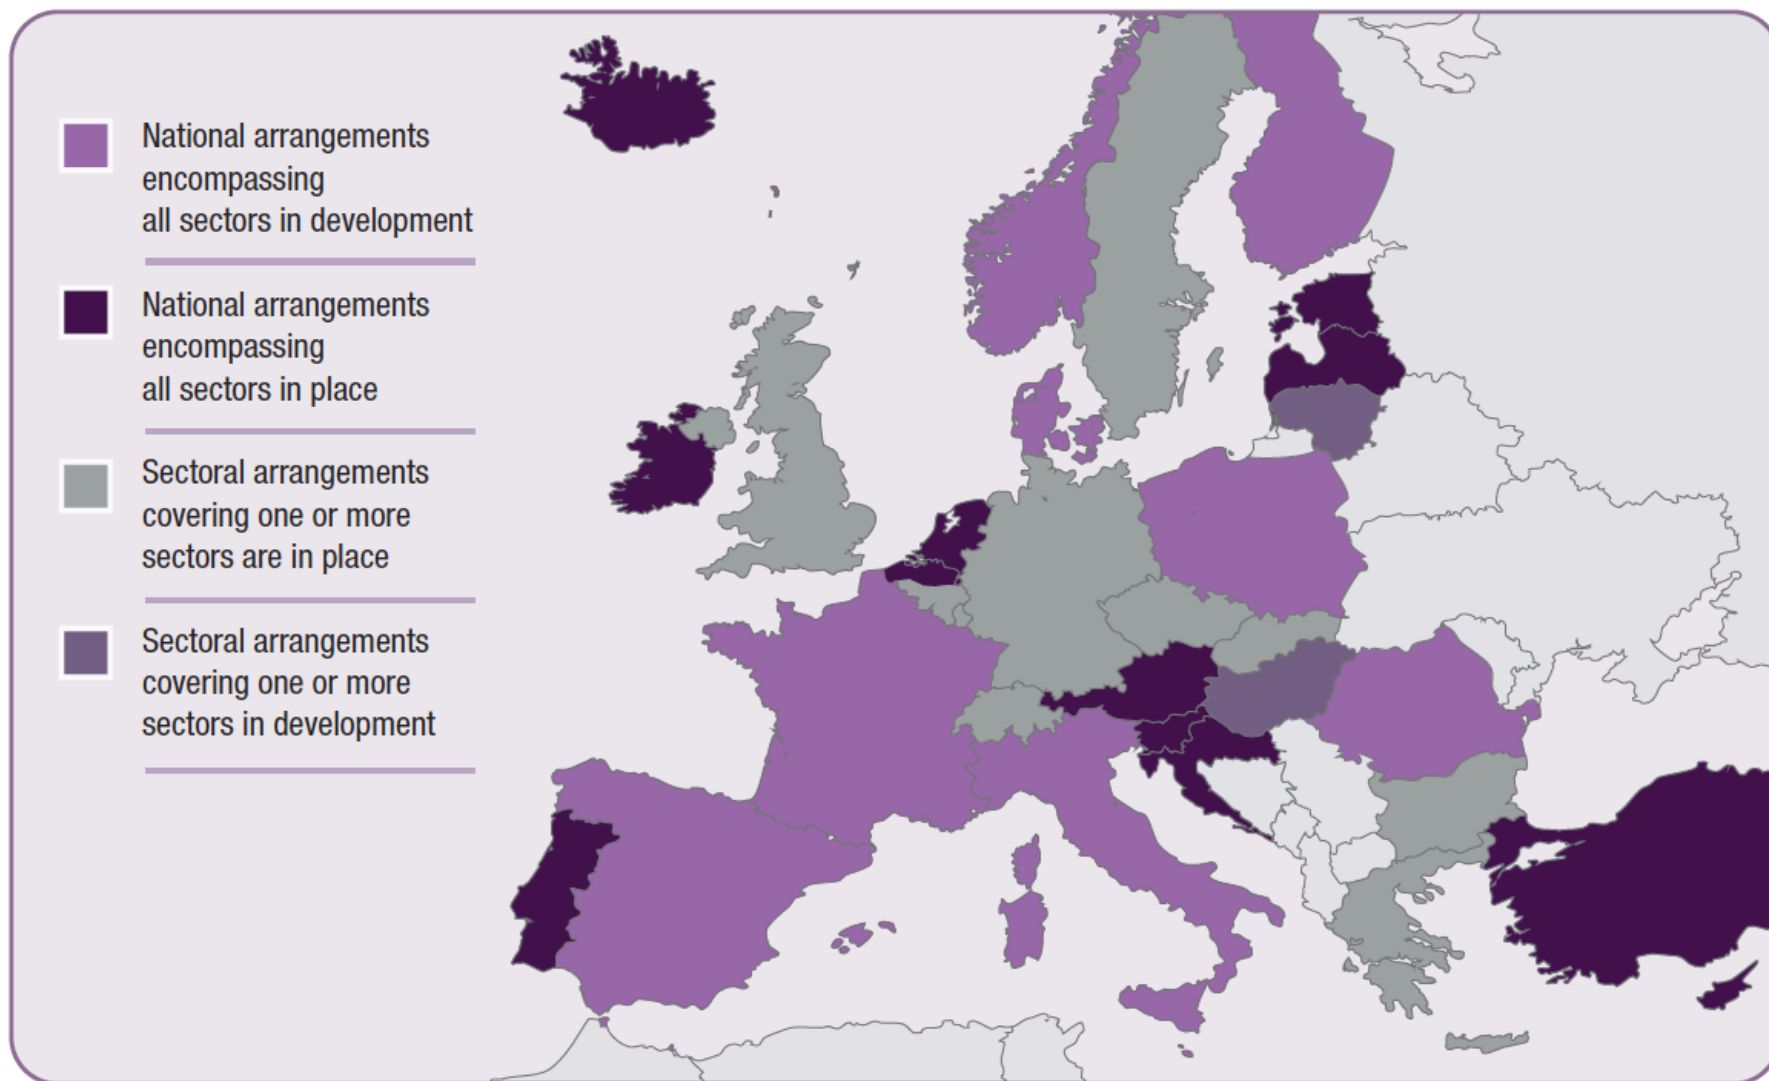 National arrangements
encompassing
all sectors in development
National arrangements
encompassing
all sectors in place
Sectoral arrangements
covering one or more
sectors are in place
Sectoral arrangements
covering one or more
sectors in development